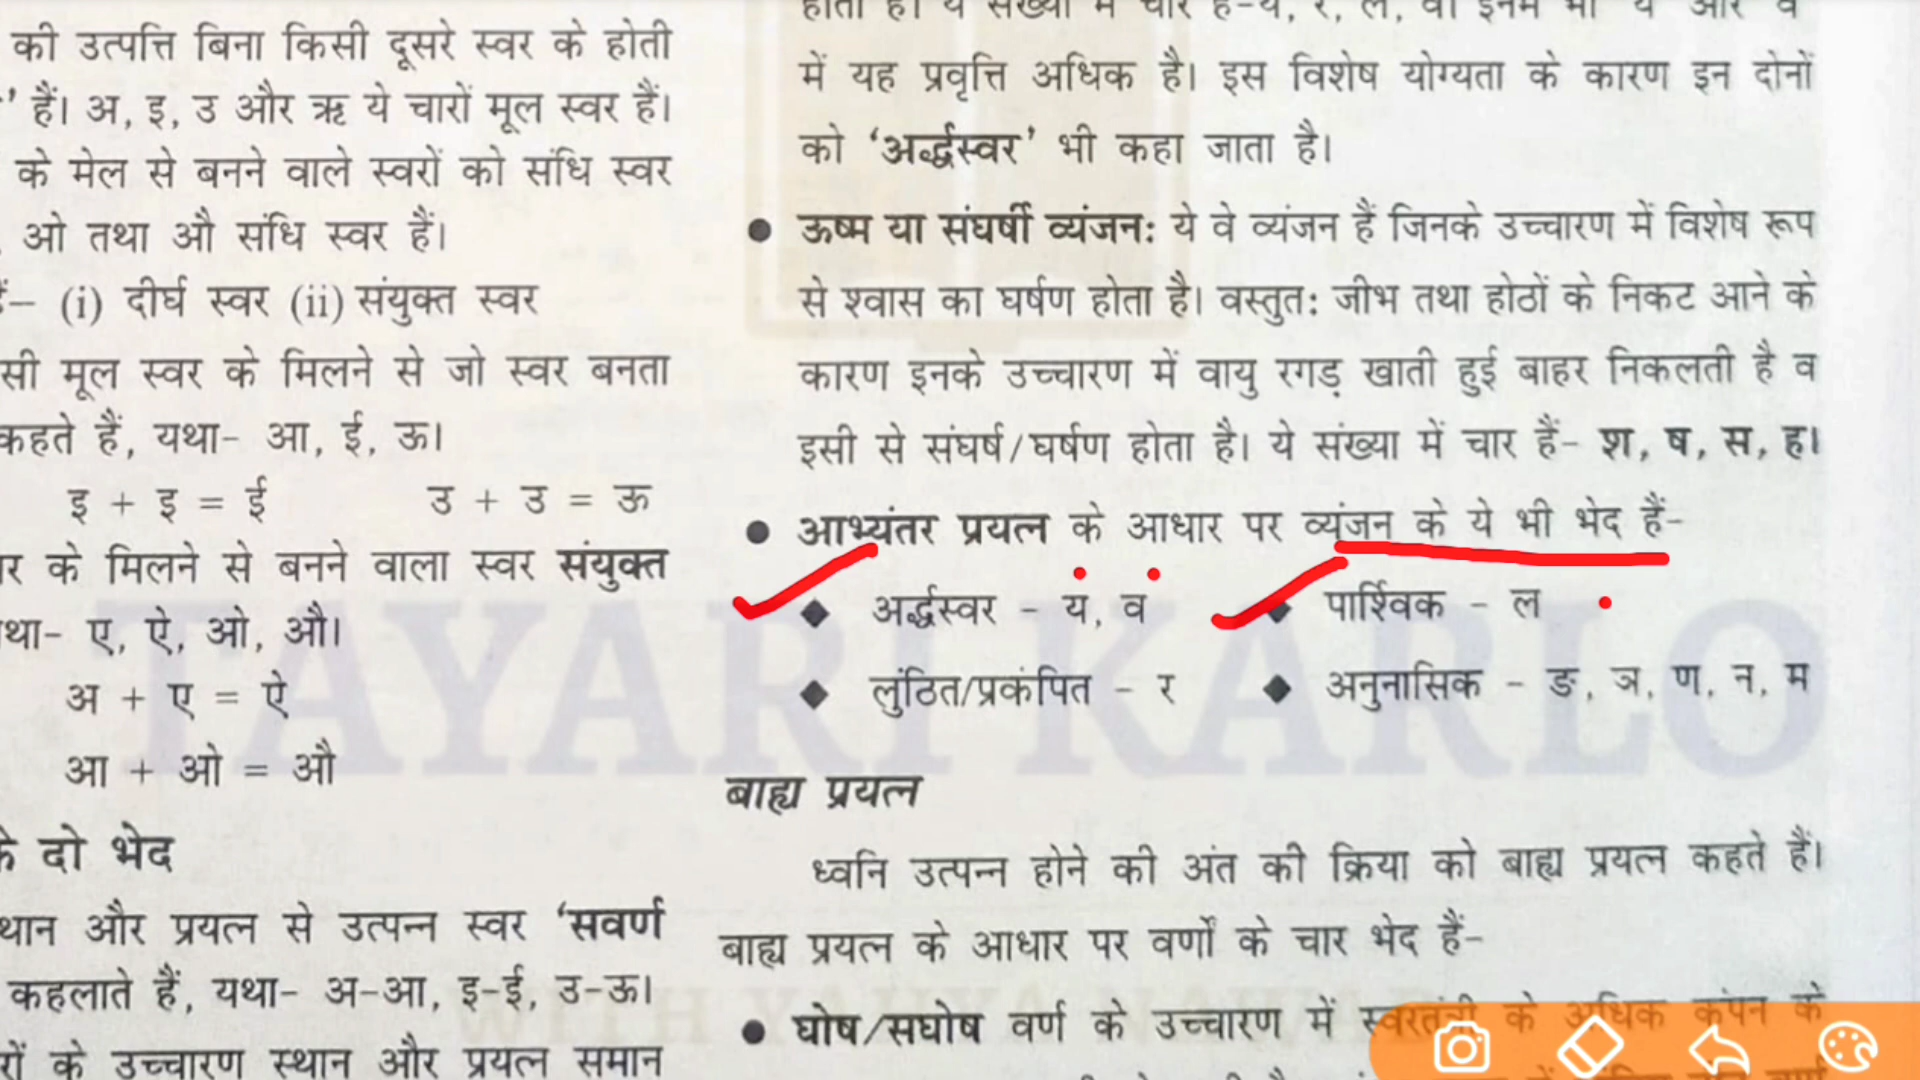 की उत्पत्ति बिना किसी दूसरे स्वर के होती
' हैं। अ, इ, उ और ऋ ये चारों मूल स्वर हैं।
के मेल से बनने वाले स्वरों को संधि स्वर
ओ तथा औ संधि स्वर हैं।
– (i) दीर्घ स्वर (ii) संयुक्त स्वर
सी मूल स्वर के मिलने से जो स्वर बनता
कहते हैं, यथा- आ, ई, ऊ।
इ + इ = ई उ + उ = ऊ
र के मिलने से बनने वाला स्वर संयुक्त
था- ए, ऐ, ओ, औ।
अ + ए = ऐ
आ + ओ = औ
के दो भेद
थान और प्रयत्न से उत्पन्न स्वर 'सवर्ण
कहलाते हैं, यथा- अ-आ, इ-ई, उ-ऊ।
रों के उच्चारण स्थान और प्रयत्न समान
होती है। ये संख्या में चार हैं-य, र, ल, व। इनमें भी य और व
में यह प्रवृत्ति अधिक है। इस विशेष योग्यता के कारण इन दोनों
को 'अर्द्धस्वर' भी कहा जाता है।
● ऊष्म या संघर्षी व्यंजन: ये वे व्यंजन हैं जिनके उच्चारण में विशेष रूप
से श्वास का घर्षण होता है। वस्तुत: जीभ तथा होठों के निकट आने के
कारण इनके उच्चारण में वायु रगड़ खाती हुई बाहर निकलती है व
इसी से संघर्ष/घर्षण होता है। ये संख्या में चार हैं- श, ष, स, ह।
● आभ्यंतर प्रयत्न के आधार पर व्यंजन के ये भी भेद हैं-
◆ अर्द्धस्वर - य, व ◆ पार्श्विक - ल
◆ लुंठित/प्रकंपित - र ◆ अनुनासिक - ङ, ञ, ण, न, म
बाह्य प्रयत्न
ध्वनि उत्पन्न होने की अंत की क्रिया को बाह्य प्रयत्न कहते हैं।
बाह्य प्रयत्न के आधार पर वर्णों के चार भेद हैं-
● घोष/सघोष वर्ण के उच्चारण में स्वरतंत्री के अधिक कंपन के
TAYARI KARLO